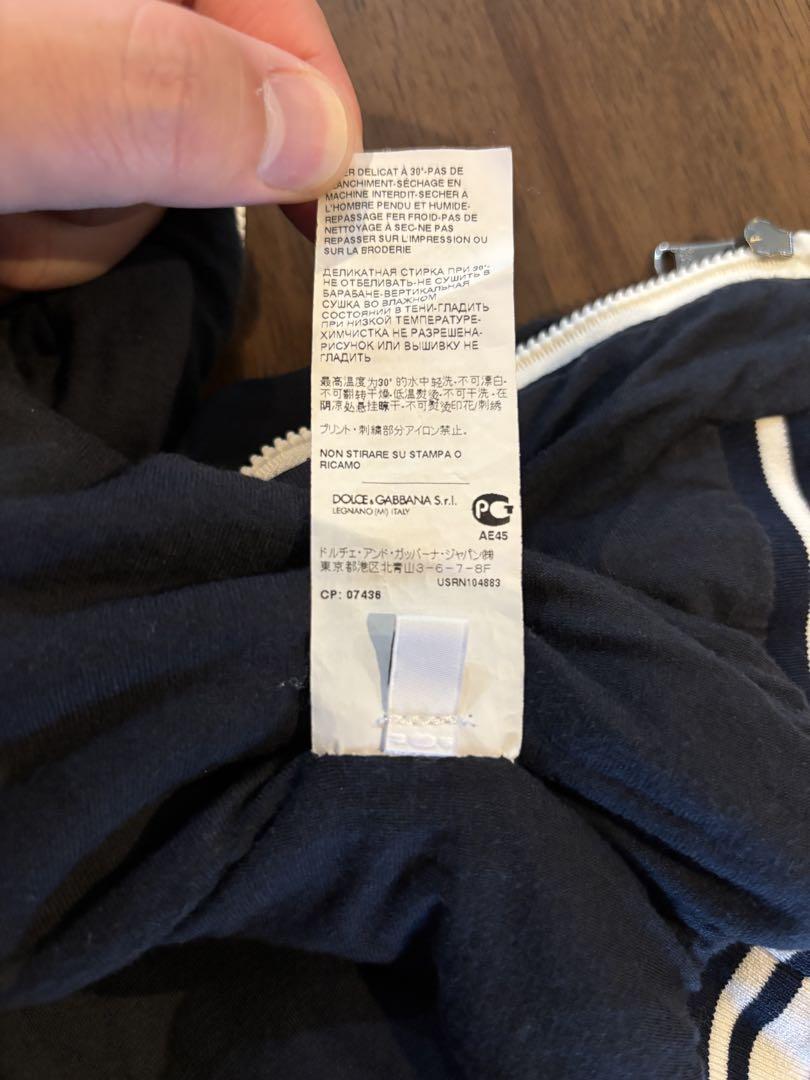 ER DELICAT À 30°-PAS DE
LANCHIMENT-SÉCHAGE EN
MACHINE INTERDIT-SECHER À
L'HOMBRE PENDU ET HUMIDE-
REPASSAGE FER FROID-PAS DE
NETTOYAGE À SEC-NE PAS
REPASSER SUR L'IMPRESSION OU
SUR LA BRODERIE
ДЕЛИКАТНАЯ СТИРКА ПРИ 30°-
НЕ ОТБЕЛИВАТЬ-НЕ СУШИТЬ В
БАРАБАНЕ-ВЕРТИКАЛЬНАЯ
СУШКА ВО ВЛАЖНОМ
СОСТОЯНИИ В ТЕНИ-ГЛАДИТЬ
ПРИ НИЗКОЙ ТЕМПЕРАТУРЕ-
ХИМЧИСТКА НЕ РАЗРЕШЕНА-
РИСУНОК ИЛИ ВЫШИВКУ НЕ
ГЛАДИТЬ
最高温度为30°的水中轻洗-不可漂白-
不可翻转干燥-低温熨烫-不可干洗-在
阴凉处悬挂晾干-不可熨烫印花/刺绣
プリント・刺繍部分アイロン禁止。
NON STIRARE SU STAMPA O
RICAMO
DOLCE & GABBANA S.r.l.
LEGNANO (MI) ITALY
PG
AE45
ドルチェ・アンド・ガッバーナ・ジャパン㈱
東京都港区北青山3-6-7-8F
USRN104883
CP: 07436